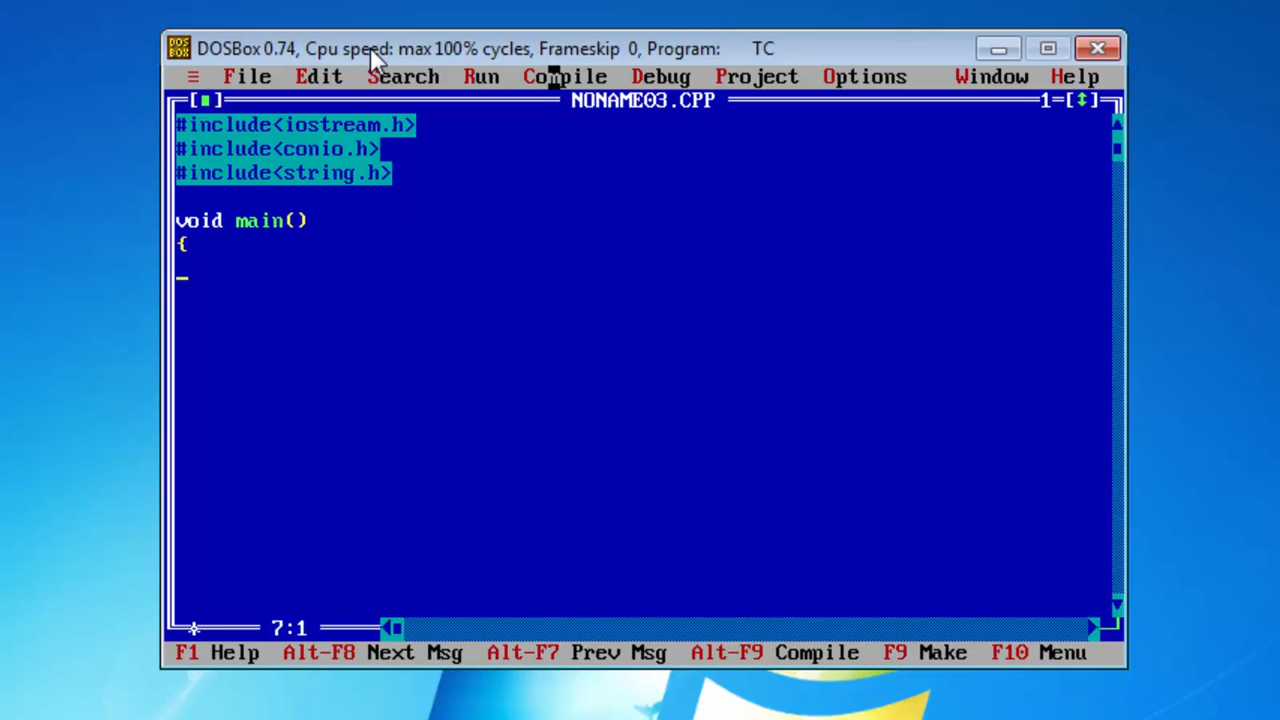 DOS BOX DOSBox 0.74, Cpu speed: max 100% cycles, Frameskip 0, Program: TC
≡ File Edit Search Run Compile Debug Project Options Window Help
[■] NONAME03.CPP 1=[↕]
#include<iostream.h>
#include<conio.h>
#include<string.h>
void main()
{
_
7:1
F1 Help Alt-F8 Next Msg Alt-F7 Prev Msg Alt-F9 Compile F9 Make F10 Menu